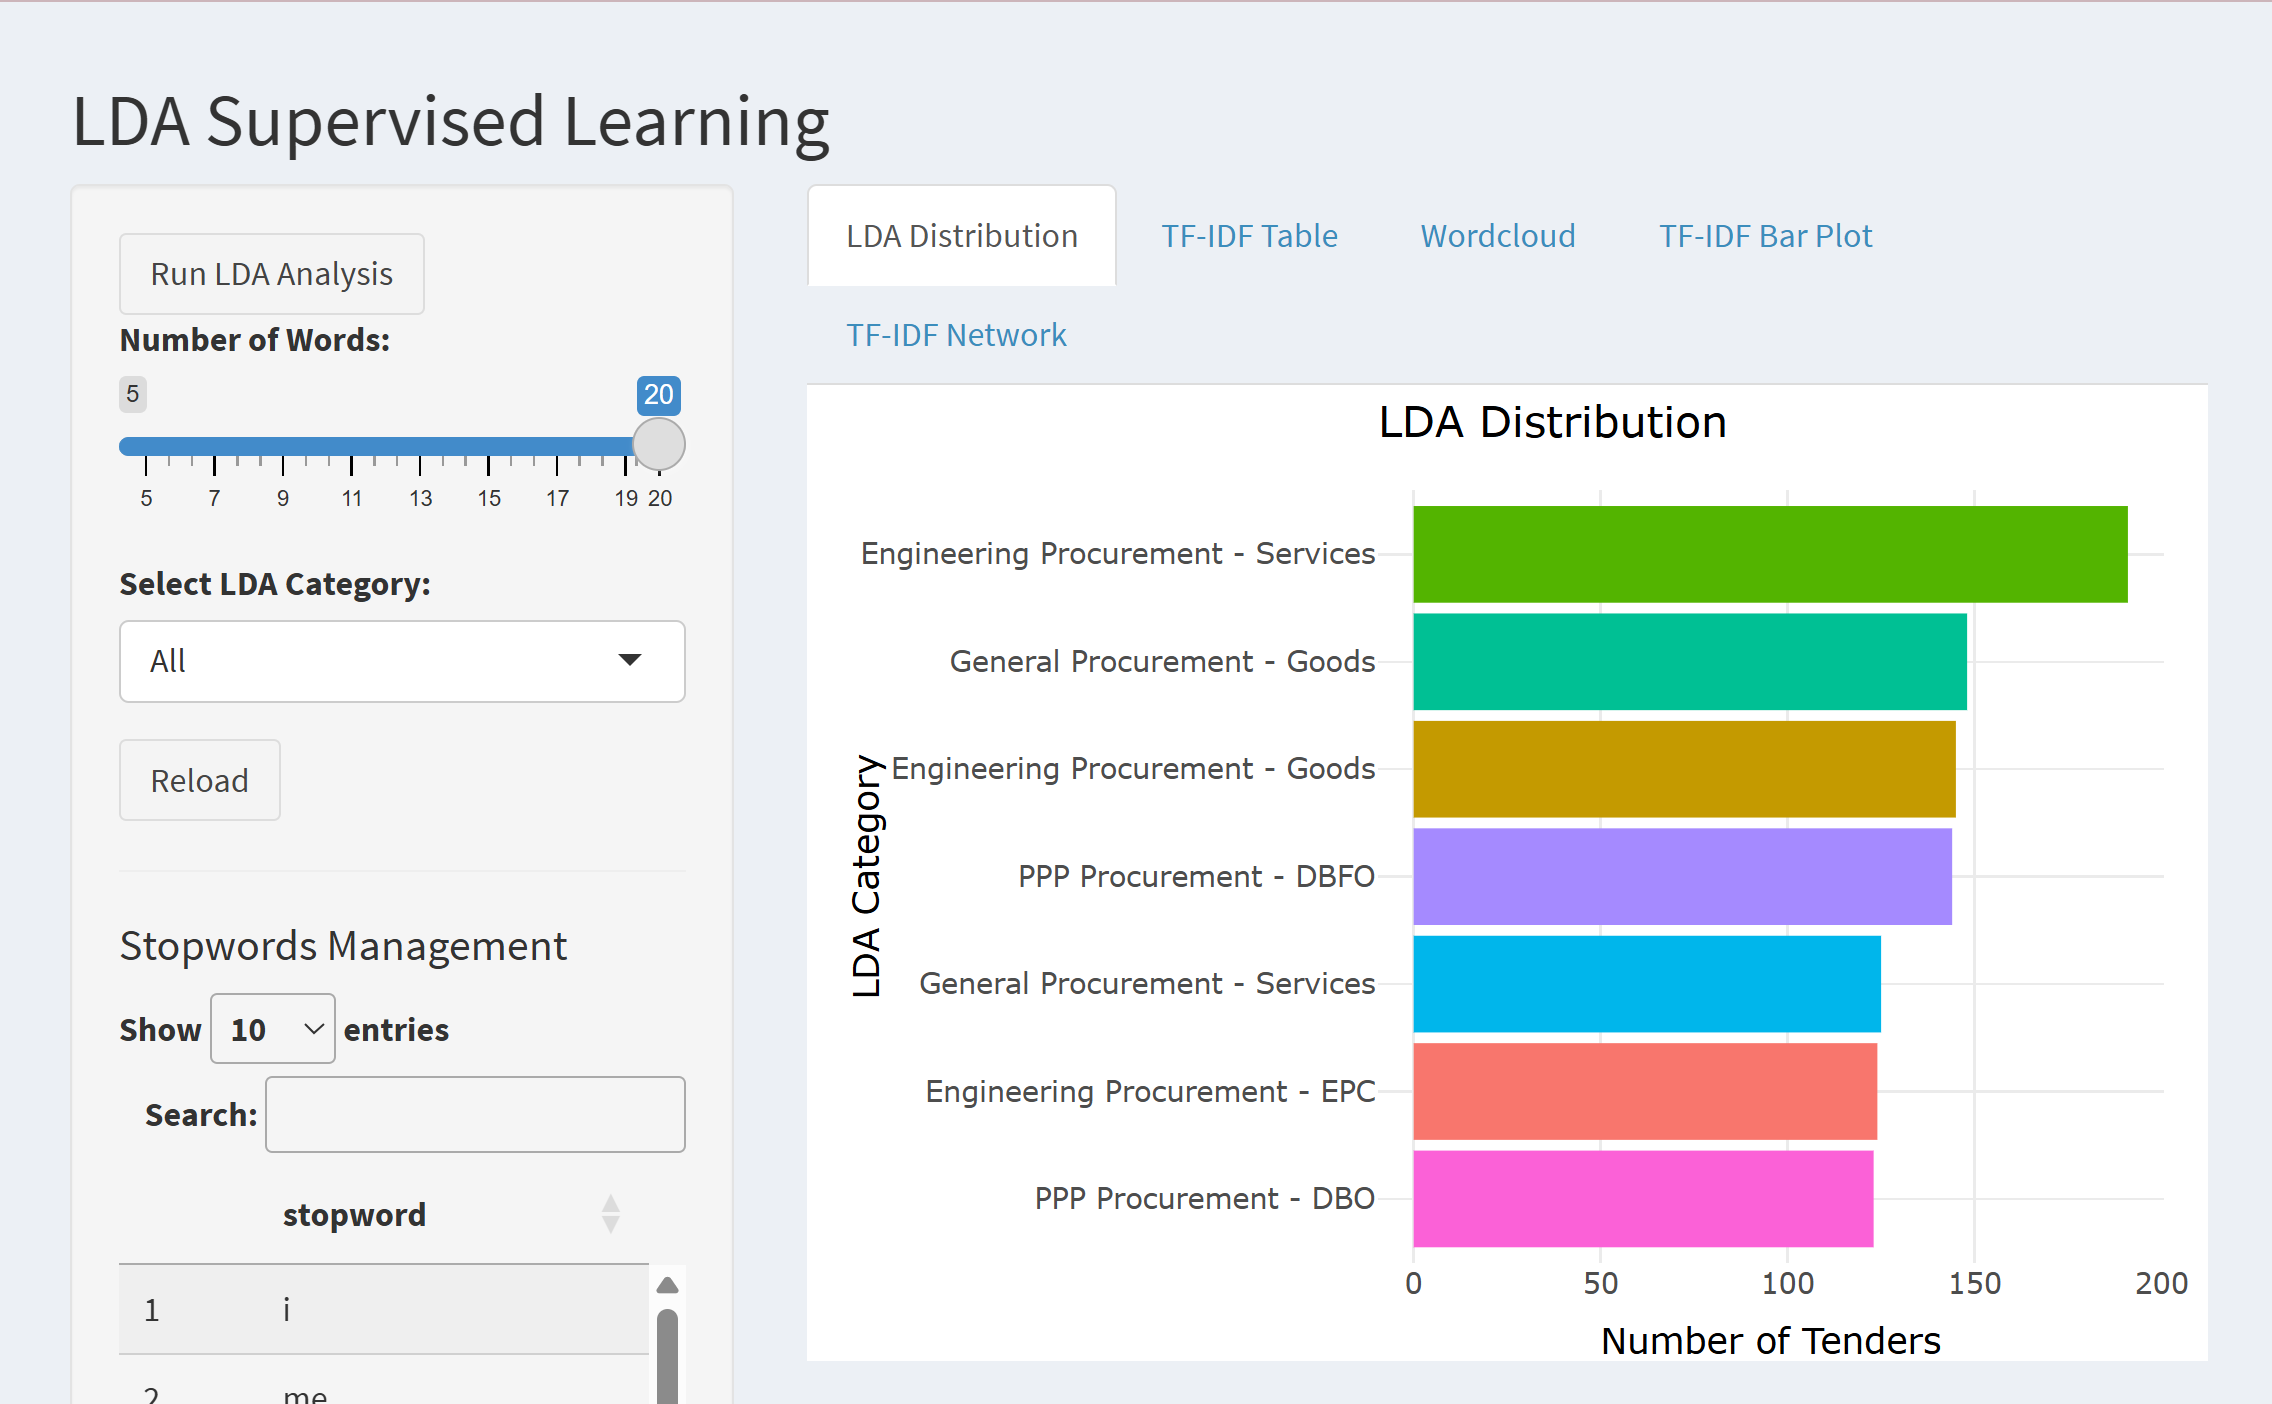 LDA Supervised Learning
Run LDA Analysis
Number of Words:
5
20
5 7 9 11 13 15 17 19 20
Select LDA Category:
All
Reload
Stopwords Management
Show 10 entries
Search:
stopword
1 i
2 me
LDA Distribution
TF-IDF Table
Wordcloud
TF-IDF Bar Plot
TF-IDF Network
LDA Distribution
LDA Category
Engineering Procurement - Services
General Procurement - Goods
Engineering Procurement - Goods
PPP Procurement - DBFO
General Procurement - Services
Engineering Procurement - EPC
PPP Procurement - DBO
0 50 100 150 200
Number of Tenders